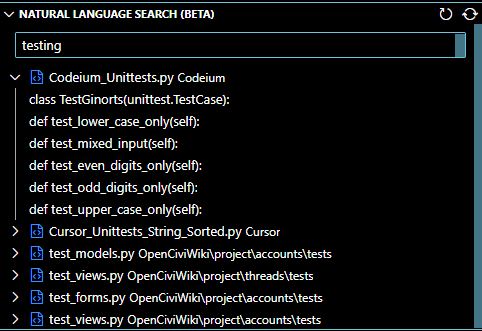 NATURAL LANGUAGE SEARCH (BETA)
testing
Codeium_Unittests.py Codeium
class TestGinorts(unittest.TestCase):
def test_lower_case_only(self):
def test_mixed_input(self):
def test_even_digits_only(self):
def test_odd_digits_only(self):
def test_upper_case_only(self):
Cursor_Unittests_String_Sorted.py Cursor
test_models.py OpenCiviWiki\project\accounts\tests
test_views.py OpenCiviWiki\project\threads\tests
test_forms.py OpenCiviWiki\project\accounts\tests
test_views.py OpenCiviWiki\project\accounts\tests